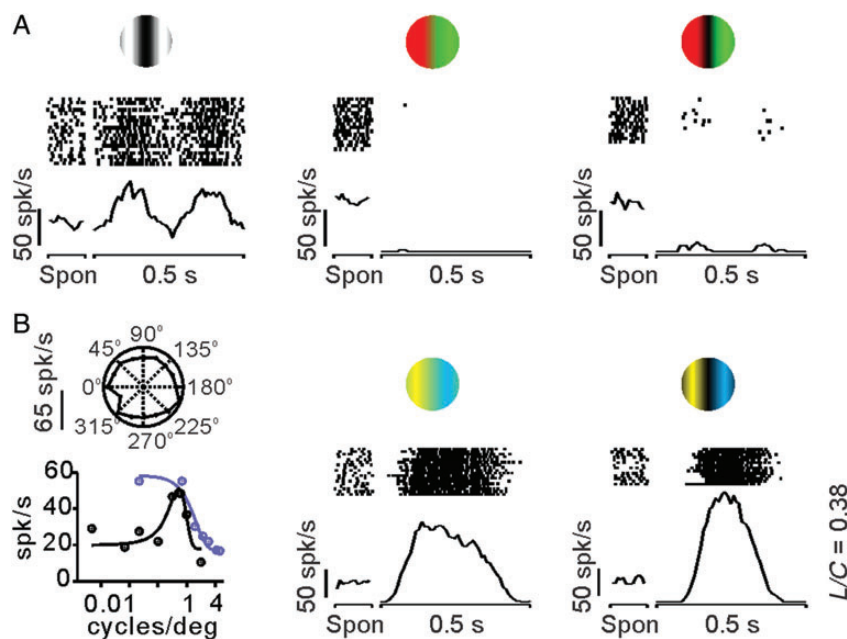 A
50 spk/s
Spon 0.5 s
50 spk/s
Spon 0.5 s
50 spk/s
Spon 0.5 s
B
90°
45° 135°
0° 180°
315° 225°
270°
65 spk/s
60
40
20
0
spk/s
0.01 1 4
cycles/deg
50 spk/s
Spon 0.5 s
50 spk/s
Spon 0.5 s
L/C = 0.38